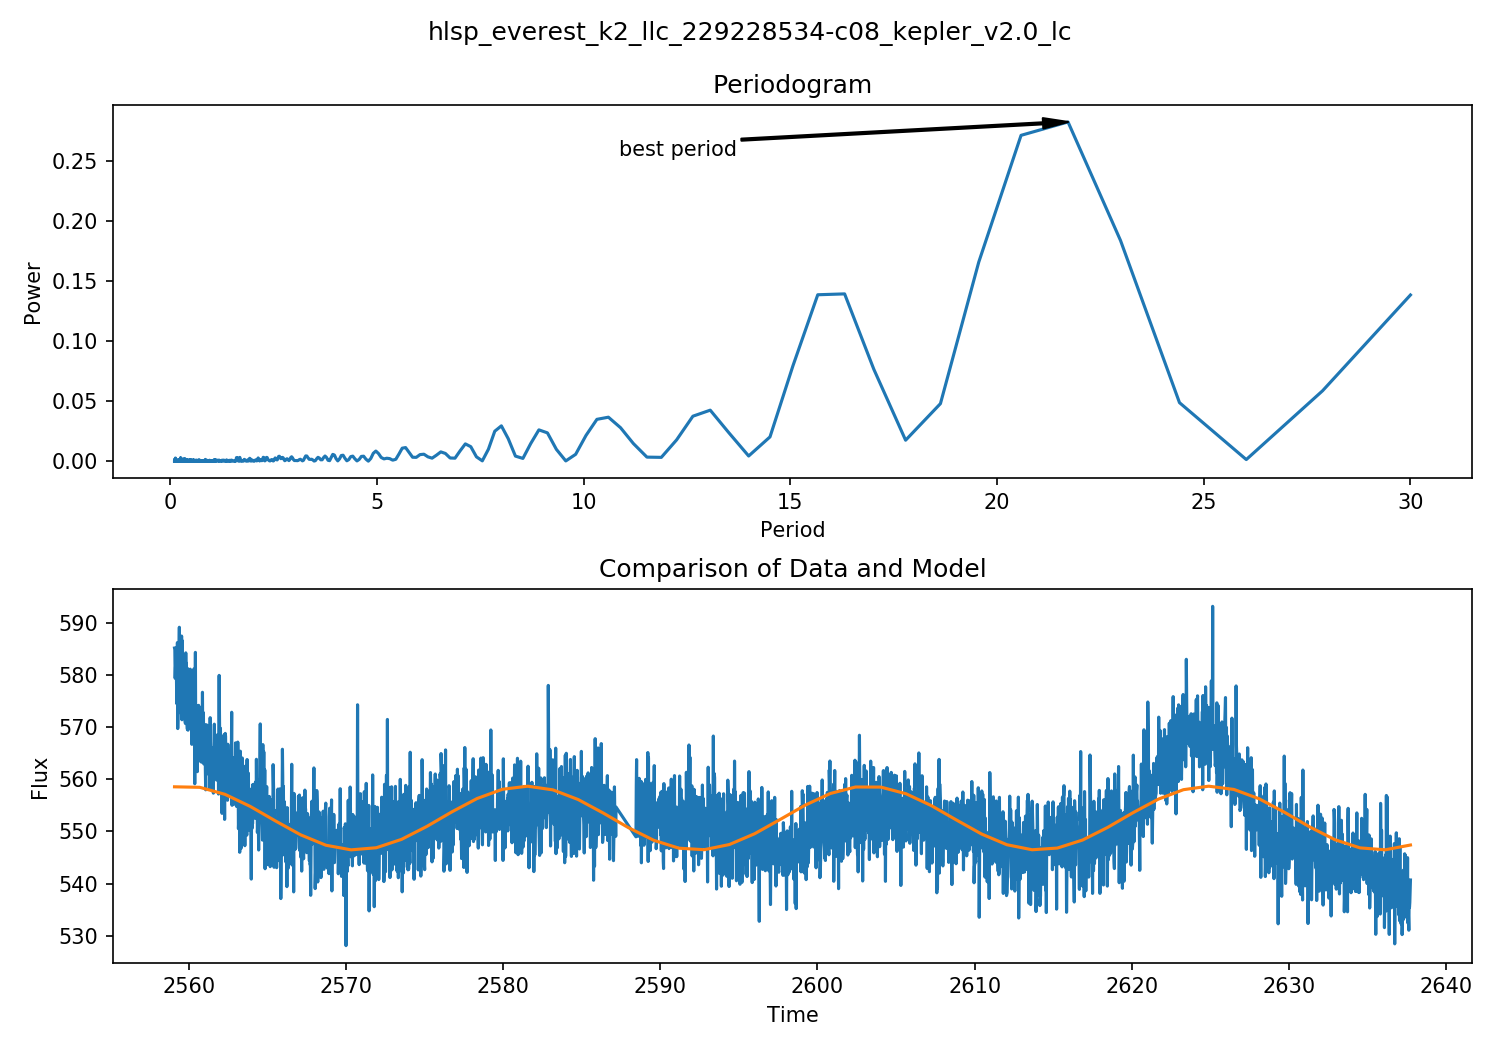 hlsp_everest_k2_llc_229228534-c08_kepler_v2.0_lc
Periodogram
best period
Power
0.25
0.20
0.15
0.10
0.05
0.00
0 5 10 15 20 25 30
Period
Comparison of Data and Model
Flux
590
580
570
560
550
540
530
2560 2570 2580 2590 2600 2610 2620 2630 2640
Time